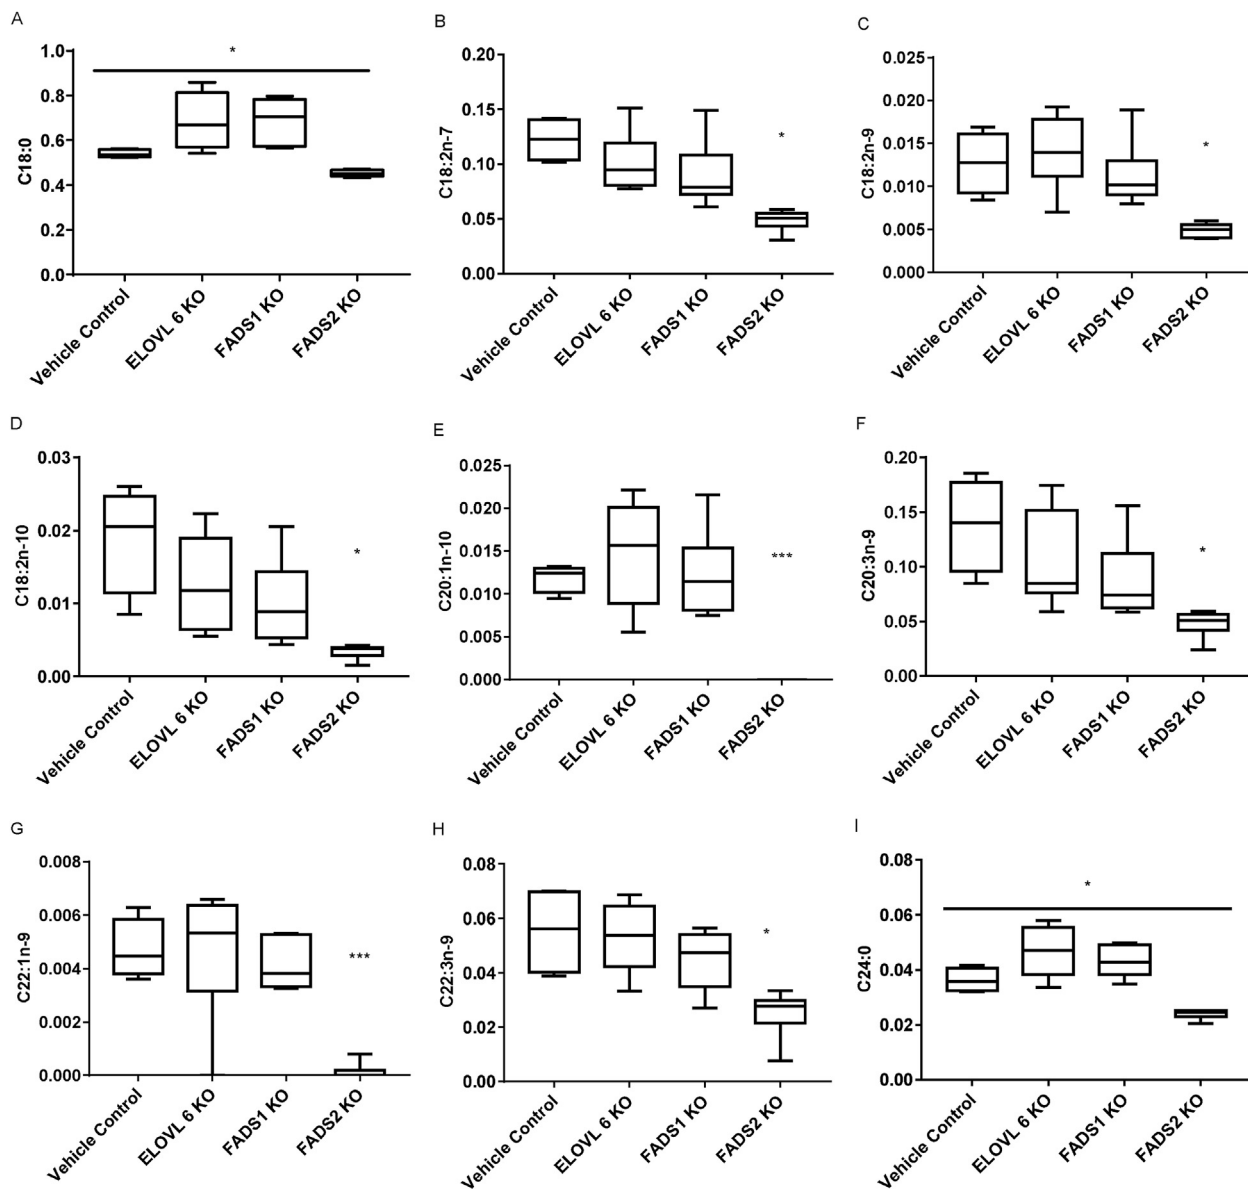 A
C18:0
1.0
0.8
0.6
0.4
0.2
0.0
*
Vehicle Control
ELOVL 6 KO
FADS1 KO
FADS2 KO
B
C18:2n-7
0.20
0.15
0.10
0.05
0.00
*
Vehicle Control
ELOVL 6 KO
FADS1 KO
FADS2 KO
C
C18:2n-9
0.025
0.020
0.015
0.010
0.005
0.000
*
Vehicle Control
ELOVL 6 KO
FADS1 KO
FADS2 KO
D
C18:2n-10
0.03
0.02
0.01
0.00
*
Vehicle Control
ELOVL 6 KO
FADS1 KO
FADS2 KO
E
C20:1n-10
0.025
0.020
0.015
0.010
0.005
0.000
***
Vehicle Control
ELOVL 6 KO
FADS1 KO
FADS2 KO
F
C20:3n-9
0.20
0.15
0.10
0.05
0.00
*
Vehicle Control
ELOVL 6 KO
FADS1 KO
FADS2 KO
G
C22:1n-9
0.008
0.006
0.004
0.002
0.000
***
Vehicle Control
ELOVL 6 KO
FADS1 KO
FADS2 KO
H
C22:3n-9
0.08
0.06
0.04
0.02
0.00
*
Vehicle Control
ELOVL 6 KO
FADS1 KO
FADS2 KO
I
C24:0
0.08
0.06
0.04
0.02
0.00
*
Vehicle Control
ELOVL 6 KO
FADS1 KO
FADS2 KO